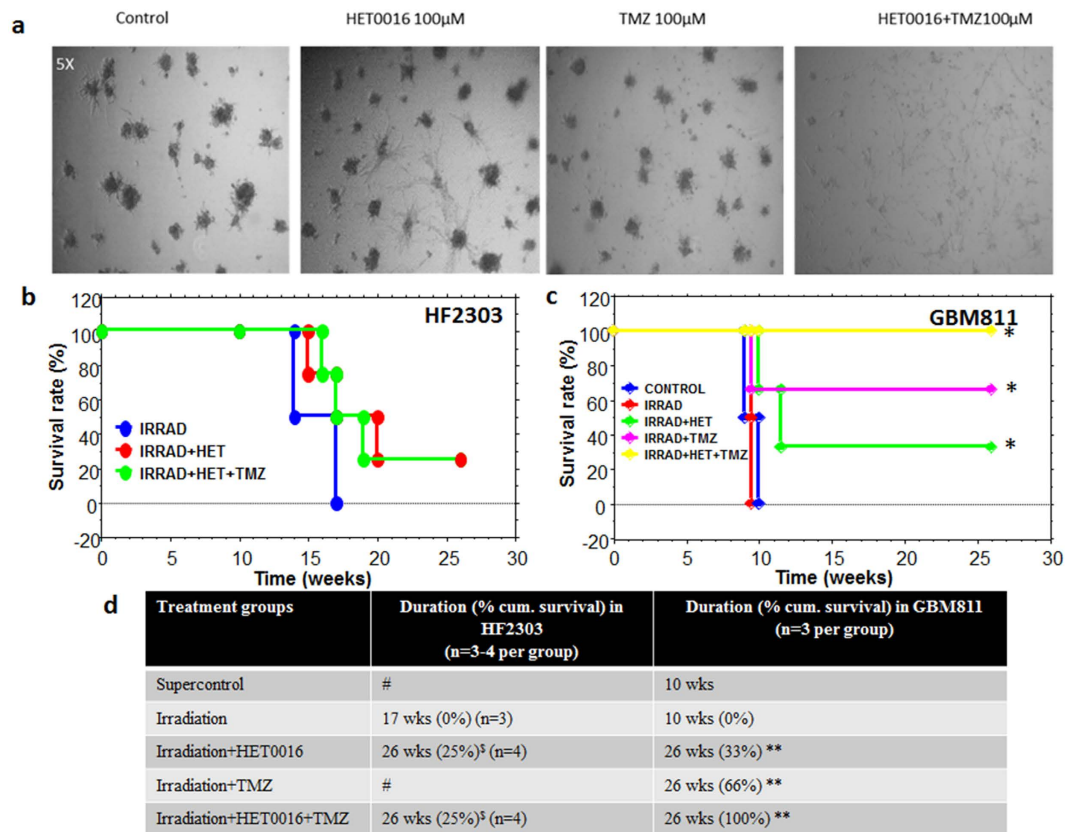 a
Control
HET0016 100µM
TMZ 100µM
HET0016+TMZ100µM
5X
b
HF2303
Survival rate (%)
120
100
80
60
40
20
0
-20
IRRAD
IRRAD+HET
IRRAD+HET+TMZ
0 5 10 15 20 25 30
Time (weeks)
c
GBM811
Survival rate (%)
120
100
80
60
40
20
0
-20
CONTROL
IRRAD
IRRAD+HET
IRRAD+TMZ
IRRAD+HET+TMZ
*
*
*
0 5 10 15 20 25 30
Time (weeks)
d
Treatment groups
Duration (% cum. survival) in
HF2303
(n=3-4 per group)
Duration (% cum. survival) in GBM811
(n=3 per group)
Supercontrol # 10 wks
Irradiation 17 wks (0%) (n=3) 10 wks (0%)
Irradiation+HET0016 26 wks (25%)$ (n=4) 26 wks (33%) **
Irradiation+TMZ # 26 wks (66%) **
Irradiation+HET0016+TMZ 26 wks (25%)$ (n=4) 26 wks (100%) **